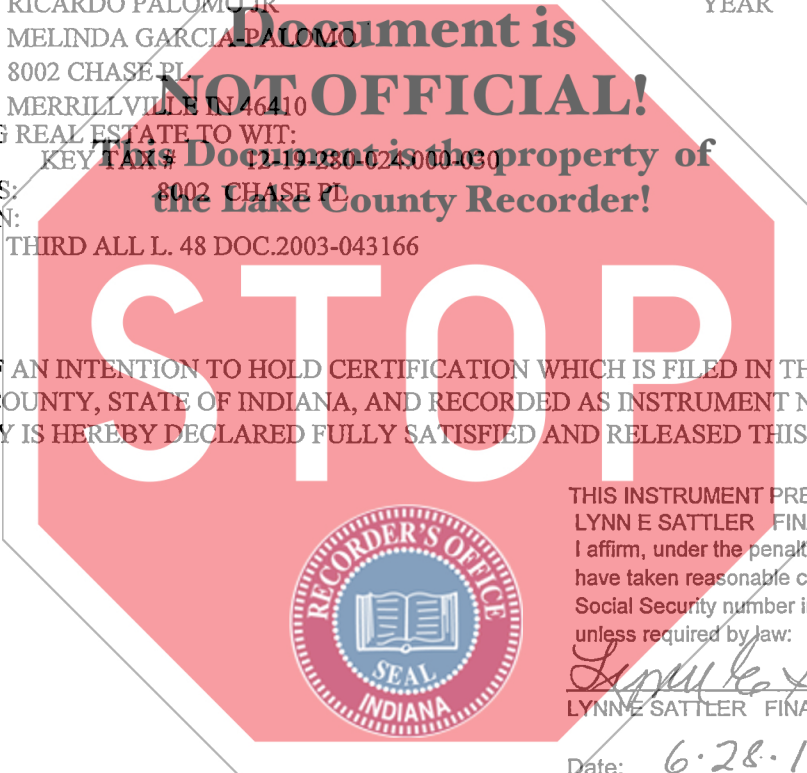 RICARDO PALOMO JR YEAR
Document is
MELINDA GARCIA-PALOMO
8002 CHASE PL
NOT OFFICIAL!
MERRILLVILLE IN 46410
REAL ESTATE TO WIT:
This Document is the property of
KEY TAX # 12-19-280-024.000-030
S: 8002 CHASE PL
the Lake County Recorder!
N:
THIRD ALL L. 48 DOC.2003-043166
STOP
AN INTENTION TO HOLD CERTIFICATION WHICH IS FILED IN TH
OUNTY, STATE OF INDIANA, AND RECORDED AS INSTRUMENT N
Y IS HEREBY DECLARED FULLY SATISFIED AND RELEASED THIS
THIS INSTRUMENT PRE
LYNN E SATTLER FINA
I affirm, under the penalt
have taken reasonable c
Social Security number i
unless required by law:
LYNN E SATTLER FINA
Date: 6.28.1
RECORDER'S OFFICE
SEAL
INDIANA